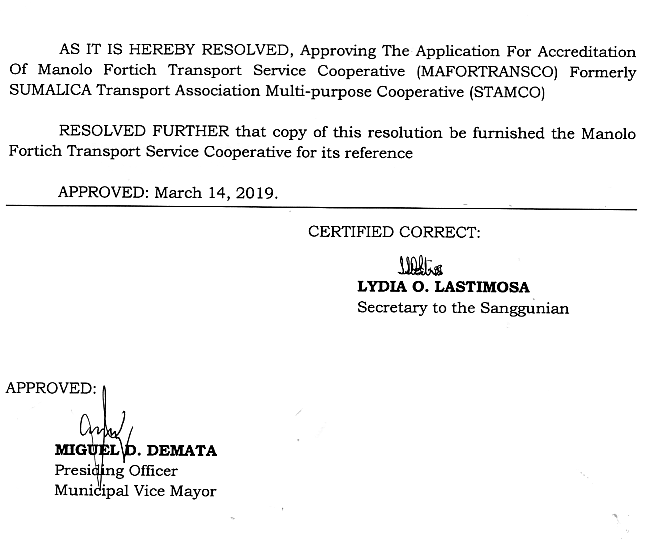 AS IT IS HEREBY RESOLVED, Approving The Application For Accreditation
Of Manolo Fortich Transport Service Cooperative (MAFORTRANSCO) Formerly
SUMALICA Transport Association Multi-purpose Cooperative (STAMCO)
RESOLVED FURTHER that copy of this resolution be furnished the Manolo
Fortich Transport Service Cooperative for its reference
APPROVED: March 14, 2019.
CERTIFIED CORRECT:
LYDIA O. LASTIMOSA
Secretary to the Sanggunian
APPROVED:
MIGUEL D. DEMATA
Presiding Officer
Municipal Vice Mayor